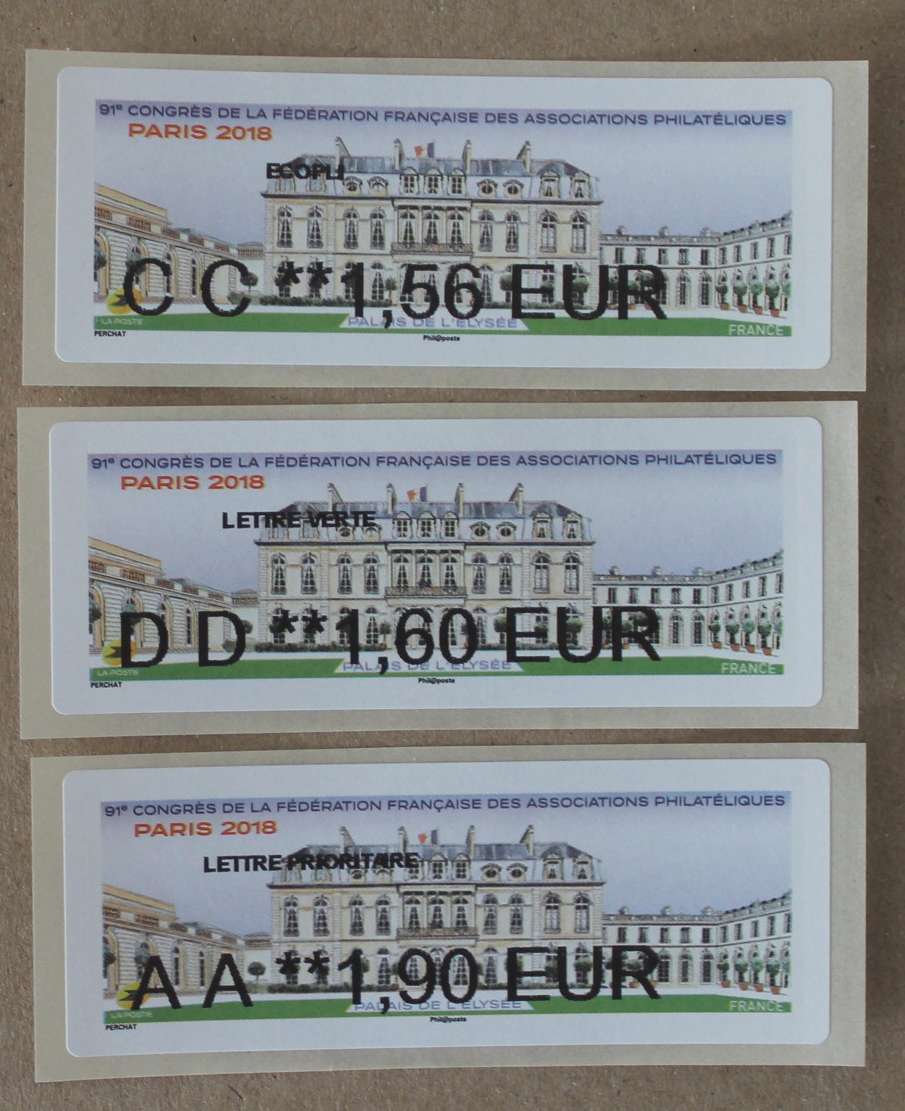 91e CONGRÈS DE LA FÉDÉRATION FRANÇAISE DES ASSOCIATIONS PHILATÉLIQUES
PARIS 2018
ECOPLI
C C **1,56 EUR
LA POSTE
PALAIS DE L'ELYSÉE
FRANCE
PERCHAT
Phil@poste
91e CONGRÈS DE LA FÉDÉRATION FRANÇAISE DES ASSOCIATIONS PHILATÉLIQUES
PARIS 2018
LETTRE VERTE
D D **1,60 EUR
LA POSTE
PALAIS DE L'ELYSÉE
FRANCE
PERCHAT
Phil@poste
91e CONGRÈS DE LA FÉDÉRATION FRANÇAISE DES ASSOCIATIONS PHILATÉLIQUES
PARIS 2018
LETTRE PRIORITAIRE
A A **1,90 EUR
LA POSTE
PALAIS DE L'ELYSÉE
FRANCE
PERCHAT
Phil@poste